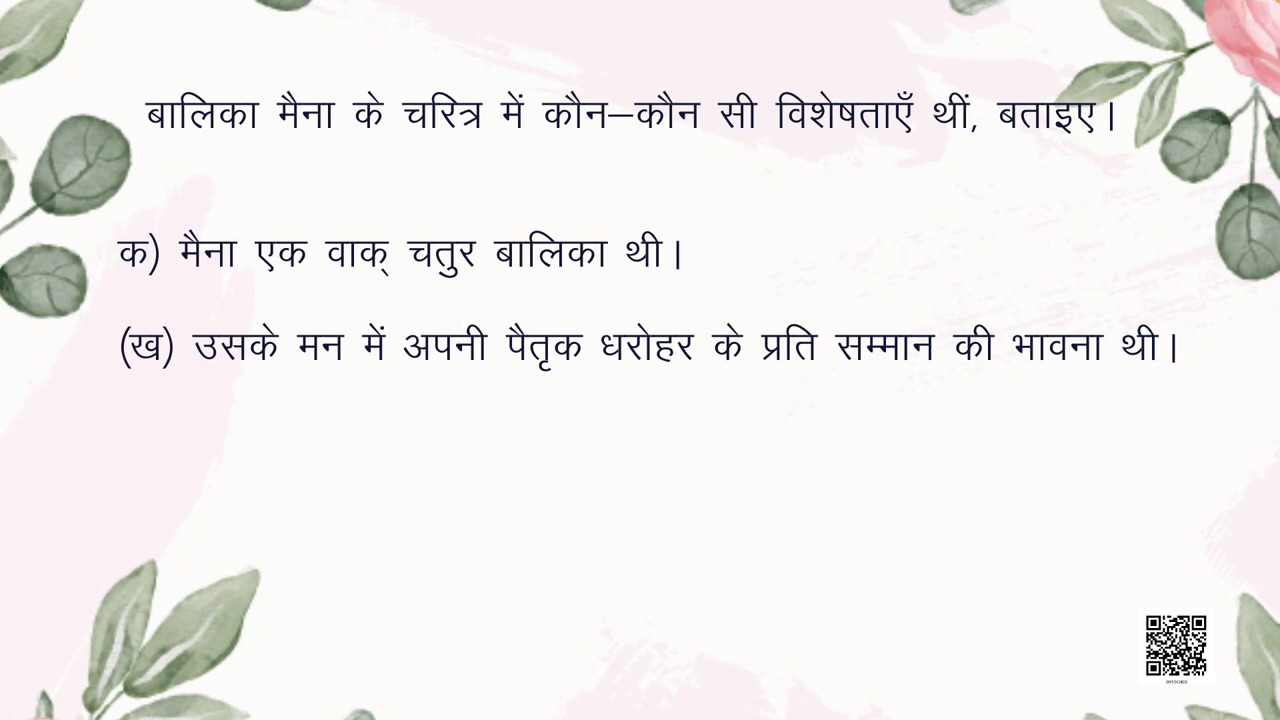 बालिका मैना के चरित्र में कौन–कौन सी विशेषताएँ थीं, बताइए।
क) मैना एक वाक् चतुर बालिका थी।
(ख) उसके मन में अपनी पैतृक धरोहर के प्रति सम्मान की भावना थी।